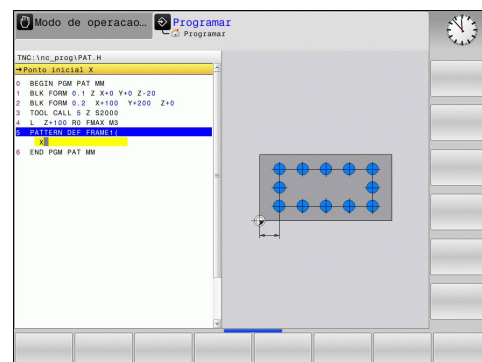 Modo de operacao...
Programar
Programar
TNC:\nc_prog\PAT.H
→Ponto inicial X
0 BEGIN PGM PAT MM
1 BLK FORM 0.1 Z X+0 Y+0 Z-20
2 BLK FORM 0.2 X+100 Y+200 Z+0
3 TOOL CALL 5 Z S2000
4 L Z+100 R0 FMAX M3
5 PATTERN DEF FRAME1(
X
6 END PGM PAT MM